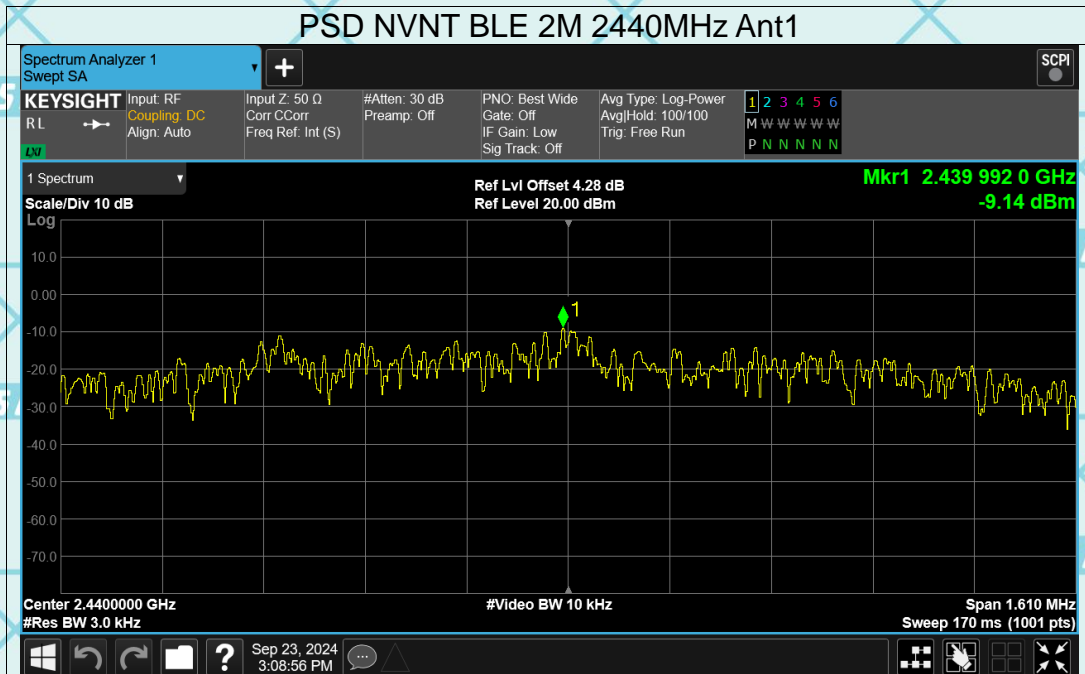 PSD NVNT BLE 2M 2440MHz Ant1
Spectrum Analyzer 1
Swept SA
+
SCPI
KEYSIGHT
R L
LXI
Input: RF
Coupling: DC
Align: Auto
Input Z: 50 Ω
Corr CCorr
Freq Ref: Int (S)
#Atten: 30 dB
Preamp: Off
PNO: Best Wide
Gate: Off
IF Gain: Low
Sig Track: Off
Avg Type: Log-Power
Avg|Hold: 100/100
Trig: Free Run
1 2 3 4 5 6
M W W W W W
P N N N N N
1 Spectrum
Scale/Div 10 dB
Log
Ref Lvl Offset 4.28 dB
Ref Level 20.00 dBm
Mkr1 2.439 992 0 GHz
-9.14 dBm
10.0
0.00
-10.0
-20.0
-30.0
-40.0
-50.0
-60.0
-70.0
1
Center 2.4400000 GHz
#Res BW 3.0 kHz
#Video BW 10 kHz
Span 1.610 MHz
Sweep 170 ms (1001 pts)
?
Sep 23, 2024
3:08:56 PM